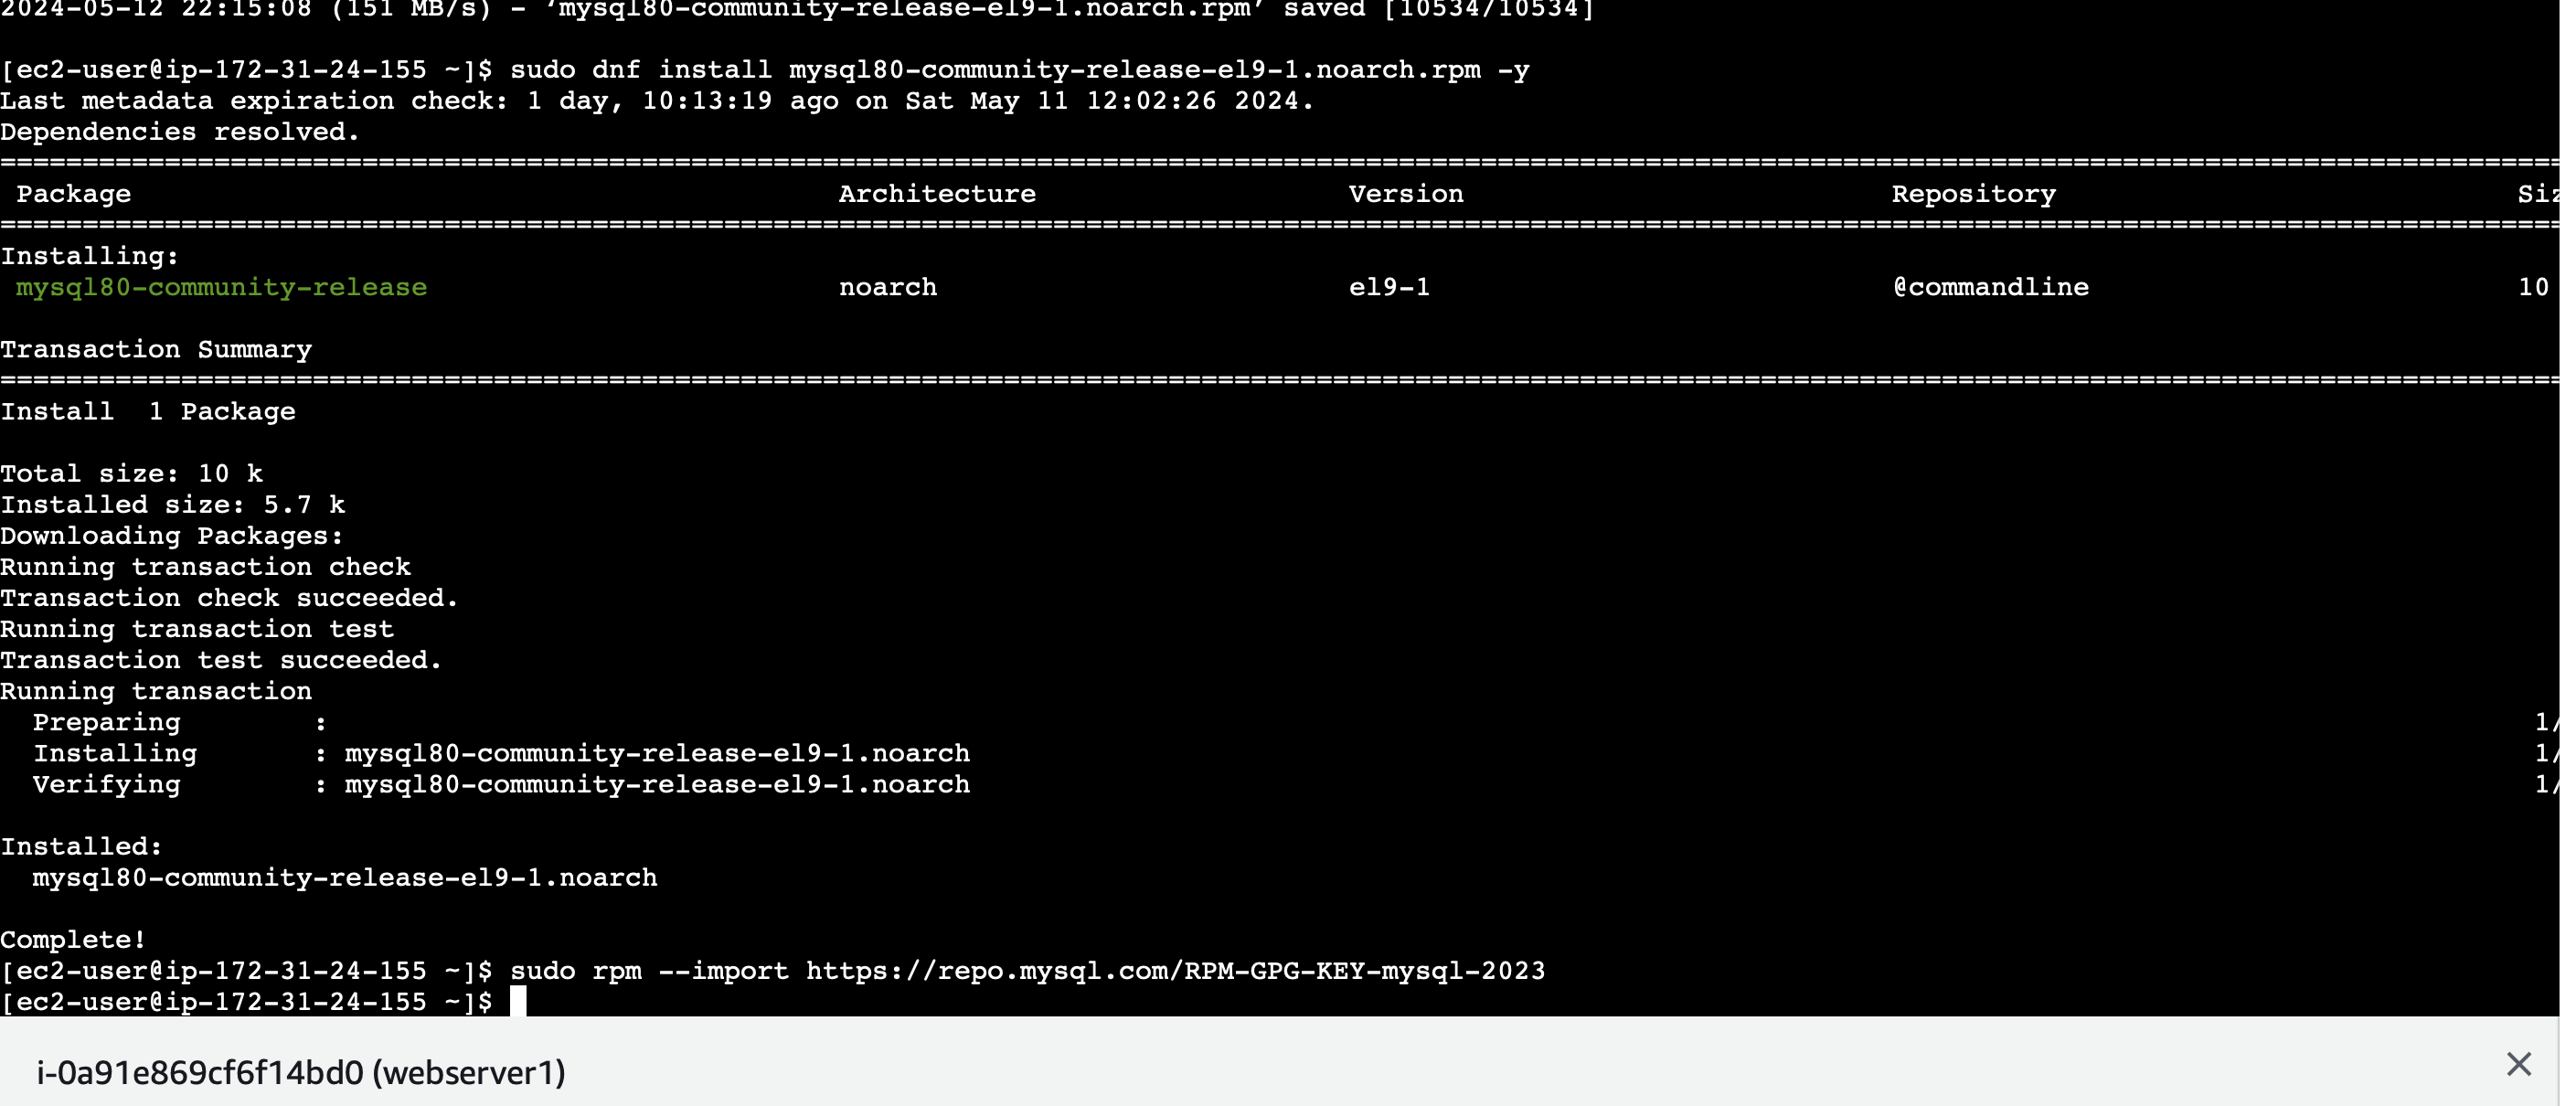 2024-05-12 22:15:08 (151 MB/s) - ‘mysql80-community-release-el9-1.noarch.rpm’ saved [10534/10534]
[ec2-user@ip-172-31-24-155 ~]$ sudo dnf install mysql80-community-release-el9-1.noarch.rpm -y
Last metadata expiration check: 1 day, 10:13:19 ago on Sat May 11 12:02:26 2024.
Dependencies resolved.
Package Architecture Version Repository Siz
Installing:
mysql80-community-release noarch el9-1 @commandline 10
Transaction Summary
Install 1 Package
Total size: 10 k
Installed size: 5.7 k
Downloading Packages:
Running transaction check
Transaction check succeeded.
Running transaction test
Transaction test succeeded.
Running transaction
Preparing : 1/
Installing : mysql80-community-release-el9-1.noarch 1/
Verifying : mysql80-community-release-el9-1.noarch 1/
Installed:
mysql80-community-release-el9-1.noarch
Complete!
[ec2-user@ip-172-31-24-155 ~]$ sudo rpm --import https://repo.mysql.com/RPM-GPG-KEY-mysql-2023
[ec2-user@ip-172-31-24-155 ~]$
i-0a91e869cf6f14bd0 (webserver1)